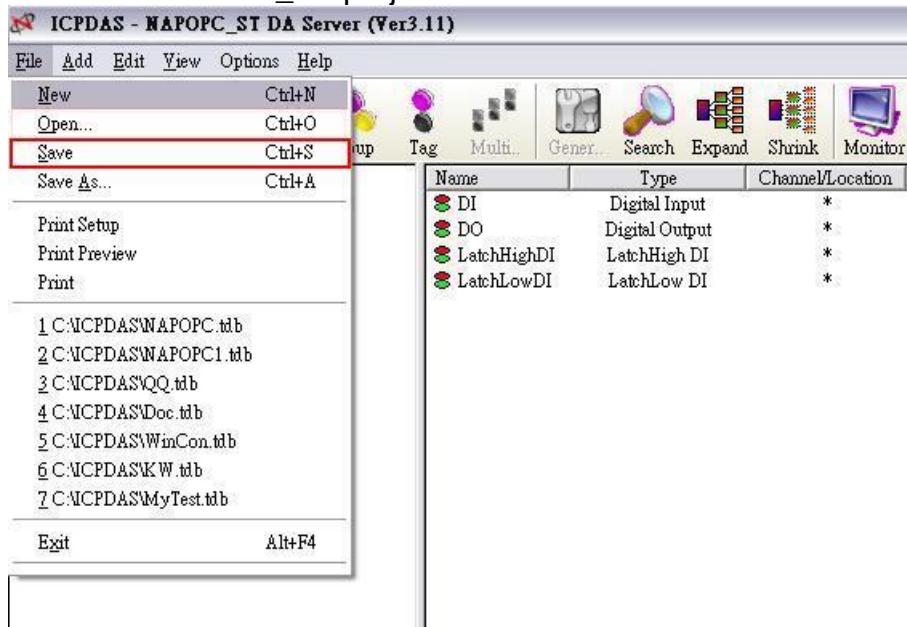 ICPDAS - NAPOPC_ST DA Server (Ver3.11)
File Add Edit View Options Help
New Ctrl+N
Open... Ctrl+O
Save Ctrl+S
Save As... Ctrl+A
Print Setup
Print Preview
Print
1 C:\ICPDAS\NAPOPC.tdb
2 C:\ICPDAS\NAPOPC1.tdb
3 C:\ICPDAS\QQ.tdb
4 C:\ICPDAS\Doc.tdb
5 C:\ICPDAS\WinCon.tdb
6 C:\ICPDAS\KW.tdb
7 C:\ICPDAS\MyTest.tdb
Exit Alt+F4
up Tag Multi.. Gener... Search Expand Shrink Monitor
Name Type Channel/Location
DI Digital Input *
DO Digital Output *
LatchHighDI LatchHigh DI *
LatchLowDI LatchLow DI *